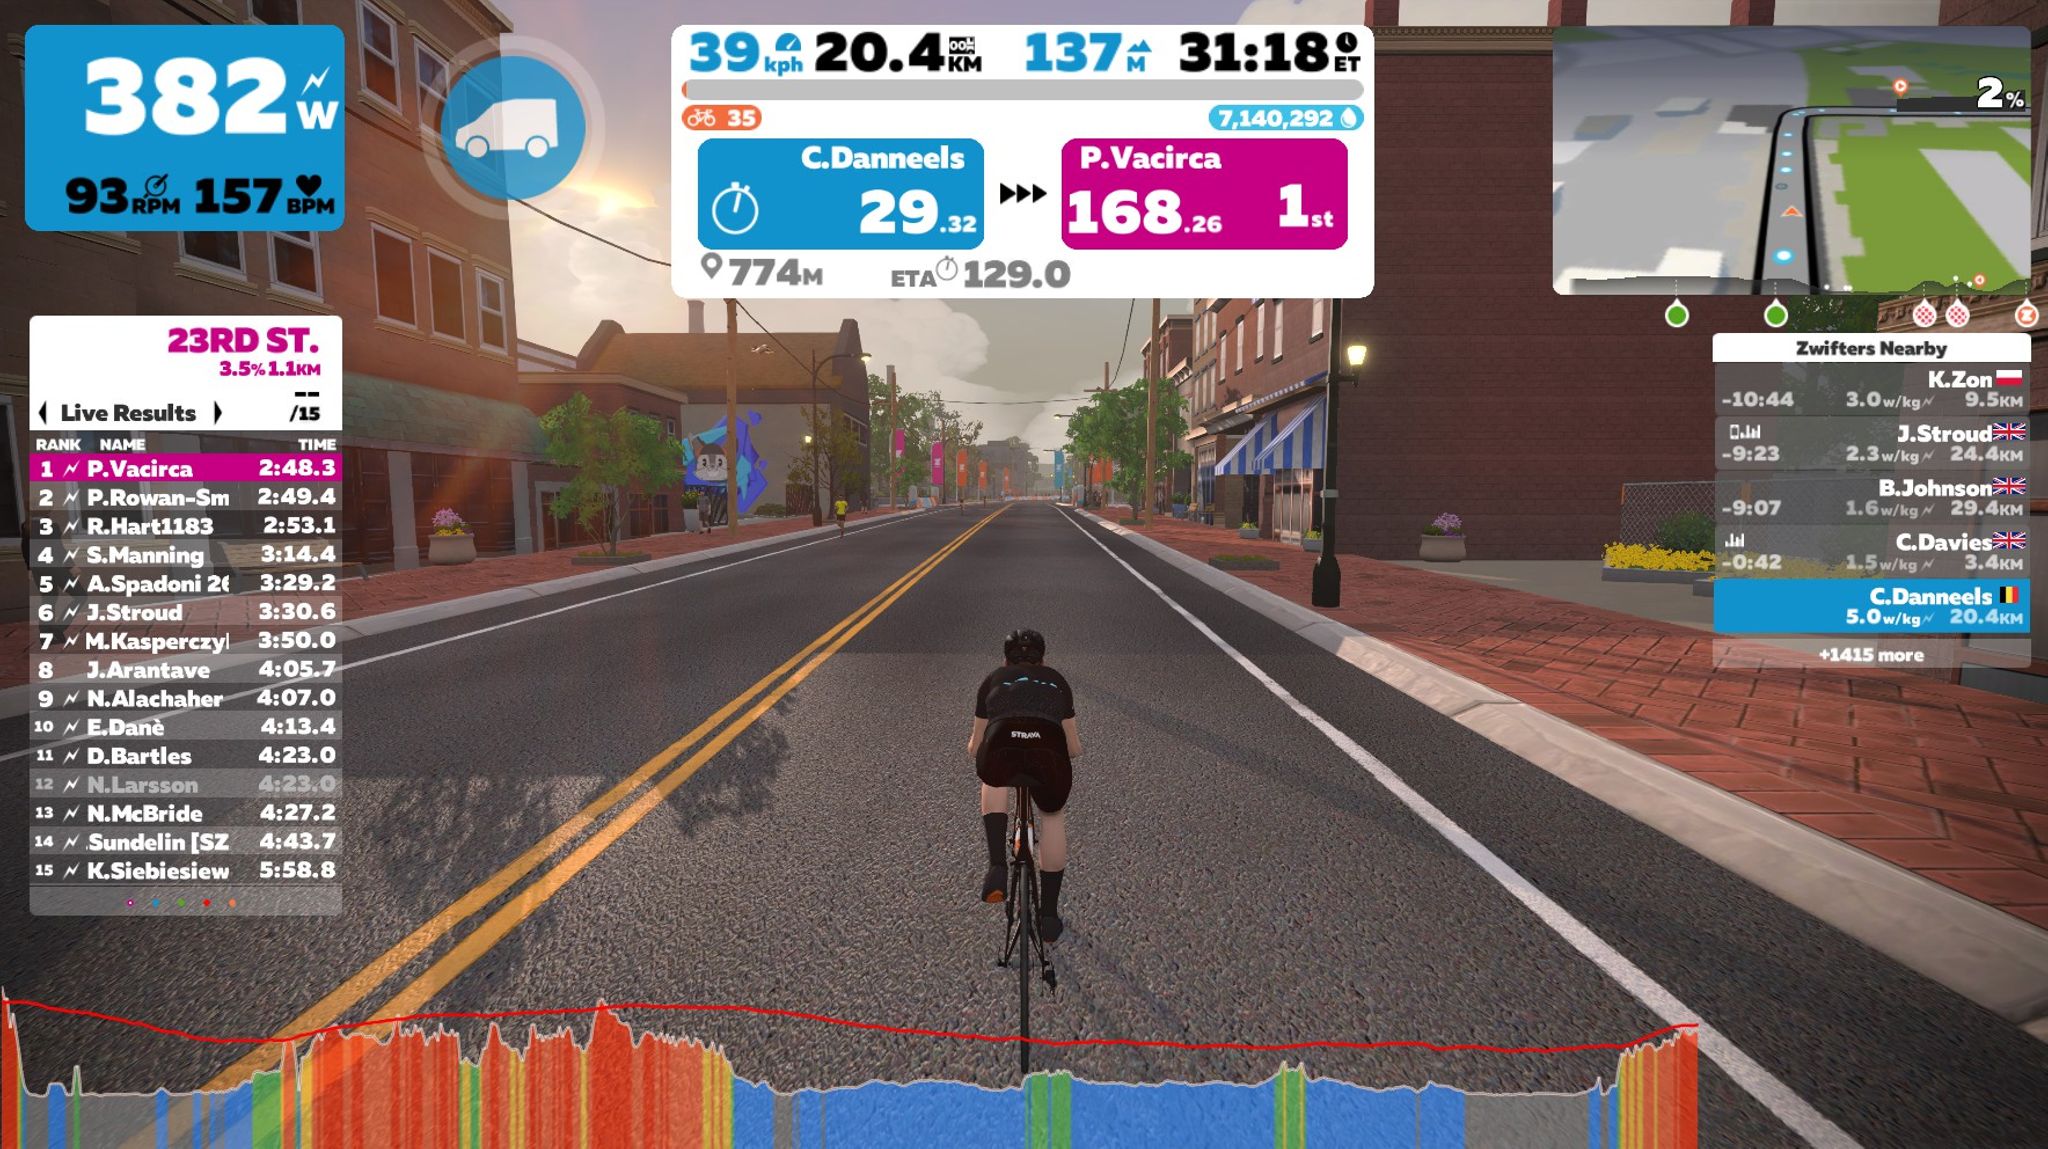 382 W
93 RPM 157 BPM
39 kph 20.4 KM 137 M 31:18 ET
35
7,140,292
C.Danneels
29.32
P.Vacirca
168.26 1st
774M
ETA 129.0
2%
23RD ST.
3.5% 1.1KM
--
Live Results /15
RANK NAME TIME
1 P.Vacirca 2:48.3
2 P.Rowan-Sm 2:49.4
3 R.Hart1183 2:53.1
4 S.Manning 3:14.4
5 A.Spadoni 26 3:29.2
6 J.Stroud 3:30.6
7 M.Kasperczyl 3:50.0
8 J.Arantave 4:05.7
9 N.Alachaher 4:07.0
10 E.Danè 4:13.4
11 D.Bartles 4:23.0
12 N.Larsson 4:23.0
13 N.McBride 4:27.2
14 .Sundelin [SZ 4:43.7
15 K.Siebiesiew 5:58.8
Zwifters Nearby
K.Zon
-10:44 3.0w/kg 9.5KM
J.Stroud
-9:23 2.3w/kg 24.4KM
B.Johnson
-9:07 1.6w/kg 29.4KM
C.Davies
-0:42 1.5w/kg 3.4KM
C.Danneels
5.0w/kg 20.4KM
+1415 more
STRAVA